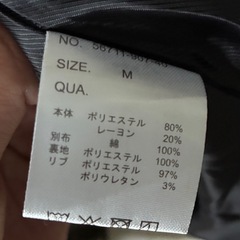 NO.
SIZE. M
QUA.
本体 ポリエステル 80%
レーヨン 20%
別布 綿 100%
裏地 ポリエステル 100%
リブ ポリエステル 97%
ポリウレタン 3%